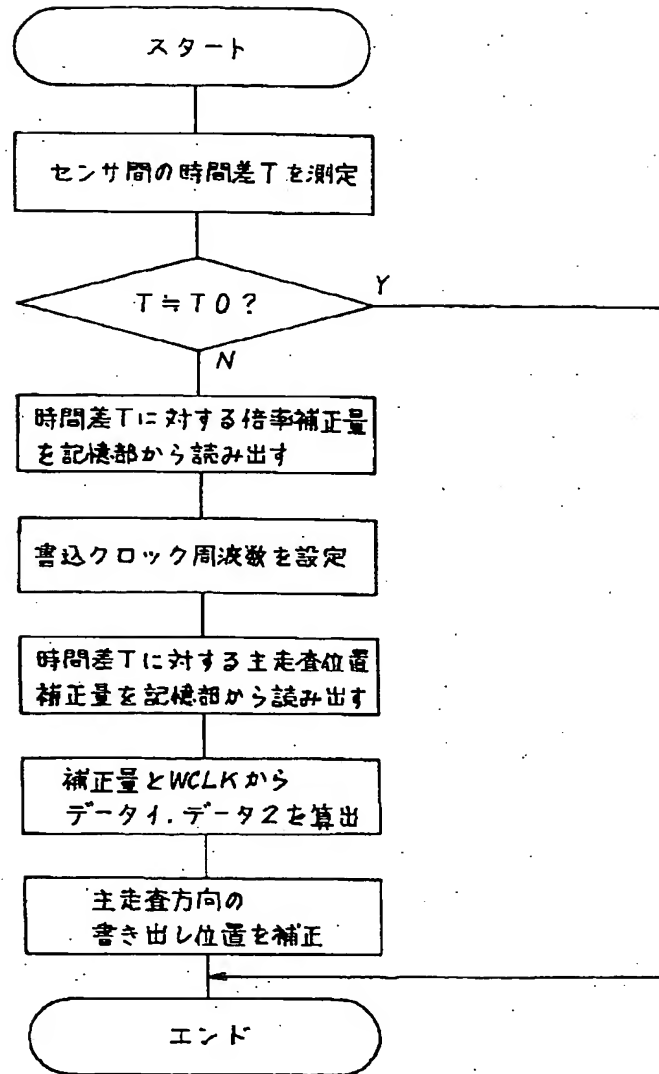 スタート
センサ間の時間差Tを測定
T≒T0?
Y
N
時間差Tに対する倍率補正量
を記憶部から読み出す
書込クロック周波数を設定
時間差Tに対する主走査位置
補正量を記憶部から読み出す
補正量とWCLKから
データ1.データ2を算出
主走査方向の
書き出し位置を補正
エンド